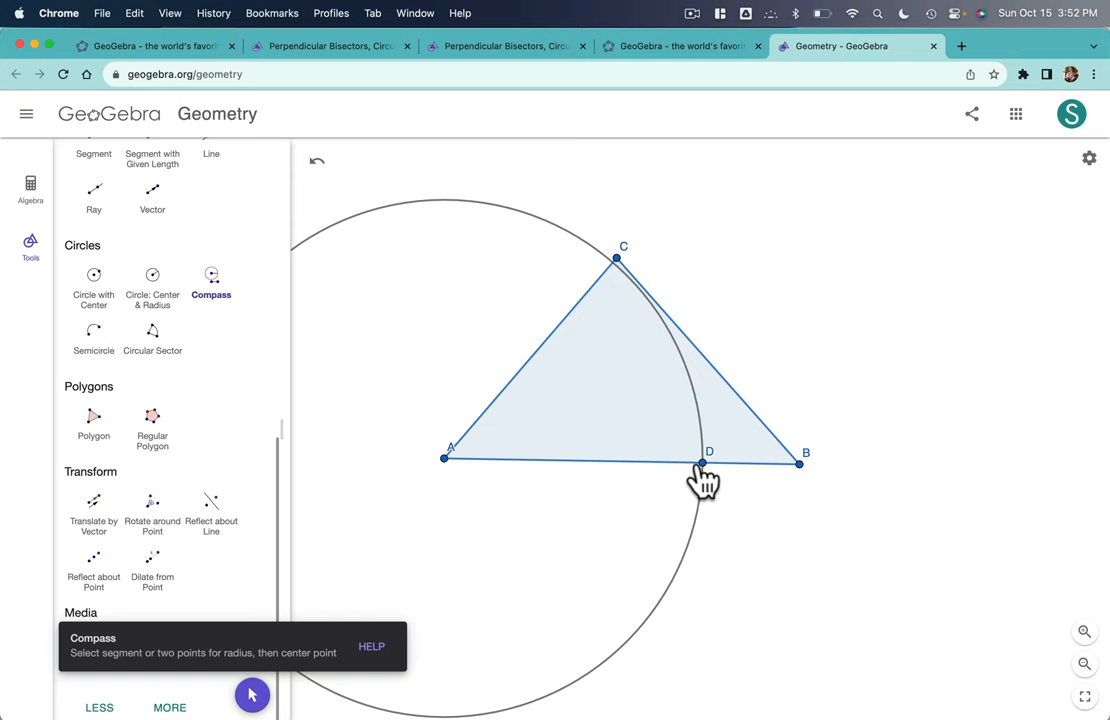 Chrome File Edit View History Bookmarks Profiles Tab Window Help Sun Oct 15 3:52 PM
GeoGebra - the world's favori Perpendicular Bisectors, Circu Perpendicular Bisectors, Circu GeoGebra - the world's favori Geometry - GeoGebra
geogebra.org/geometry
GeoGebra Geometry S
Algebra
Tools
Segment
Segment with
Given Length
Line
Ray
Vector
Circles
Circle with
Center
Circle: Center
& Radius
Compass
Semicircle
Circular Sector
Polygons
Polygon
Regular
Polygon
Transform
Translate by
Vector
Rotate around
Point
Reflect about
Line
Reflect about
Point
Dilate from
Point
Media
Compass
Select segment or two points for radius, then center point
HELP
LESS MORE
C
A
D
B